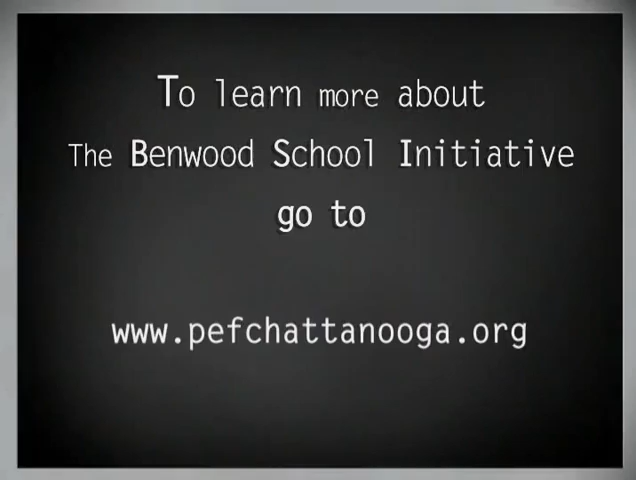 To learn more about
The Benwood School Initiative
go to
www.pefchattanooga.org